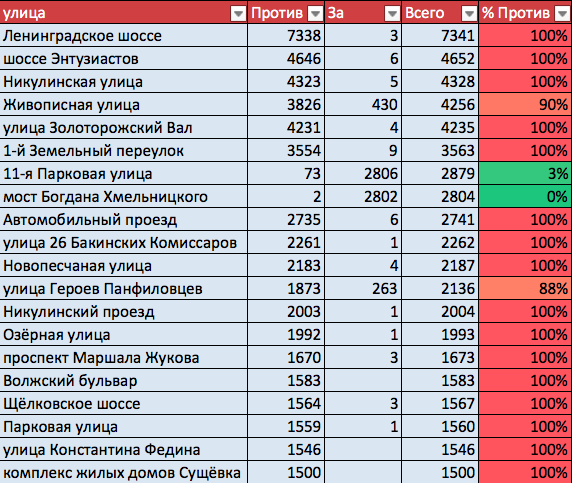 улица Против За Всего % Против
Ленинградское шоссе 7338 3 7341 100%
шоссе Энтузиастов 4646 6 4652 100%
Никулинская улица 4323 5 4328 100%
Живописная улица 3826 430 4256 90%
улица Золоторожский Вал 4231 4 4235 100%
1-й Земельный переулок 3554 9 3563 100%
11-я Парковая улица 73 2806 2879 3%
мост Богдана Хмельницкого 2 2802 2804 0%
Автомобильный проезд 2735 6 2741 100%
улица 26 Бакинских Комиссаров 2261 1 2262 100%
Новопесчаная улица 2183 4 2187 100%
улица Героев Панфиловцев 1873 263 2136 88%
Никулинский проезд 2003 1 2004 100%
Озёрная улица 1992 1 1993 100%
проспект Маршала Жукова 1670 3 1673 100%
Волжский бульвар 1583 1583 100%
Щёлковское шоссе 1564 3 1567 100%
Парковая улица 1559 1 1560 100%
улица Константина Федина 1546 1546 100%
комплекс жилых домов Сущёвка 1500 1500 100%